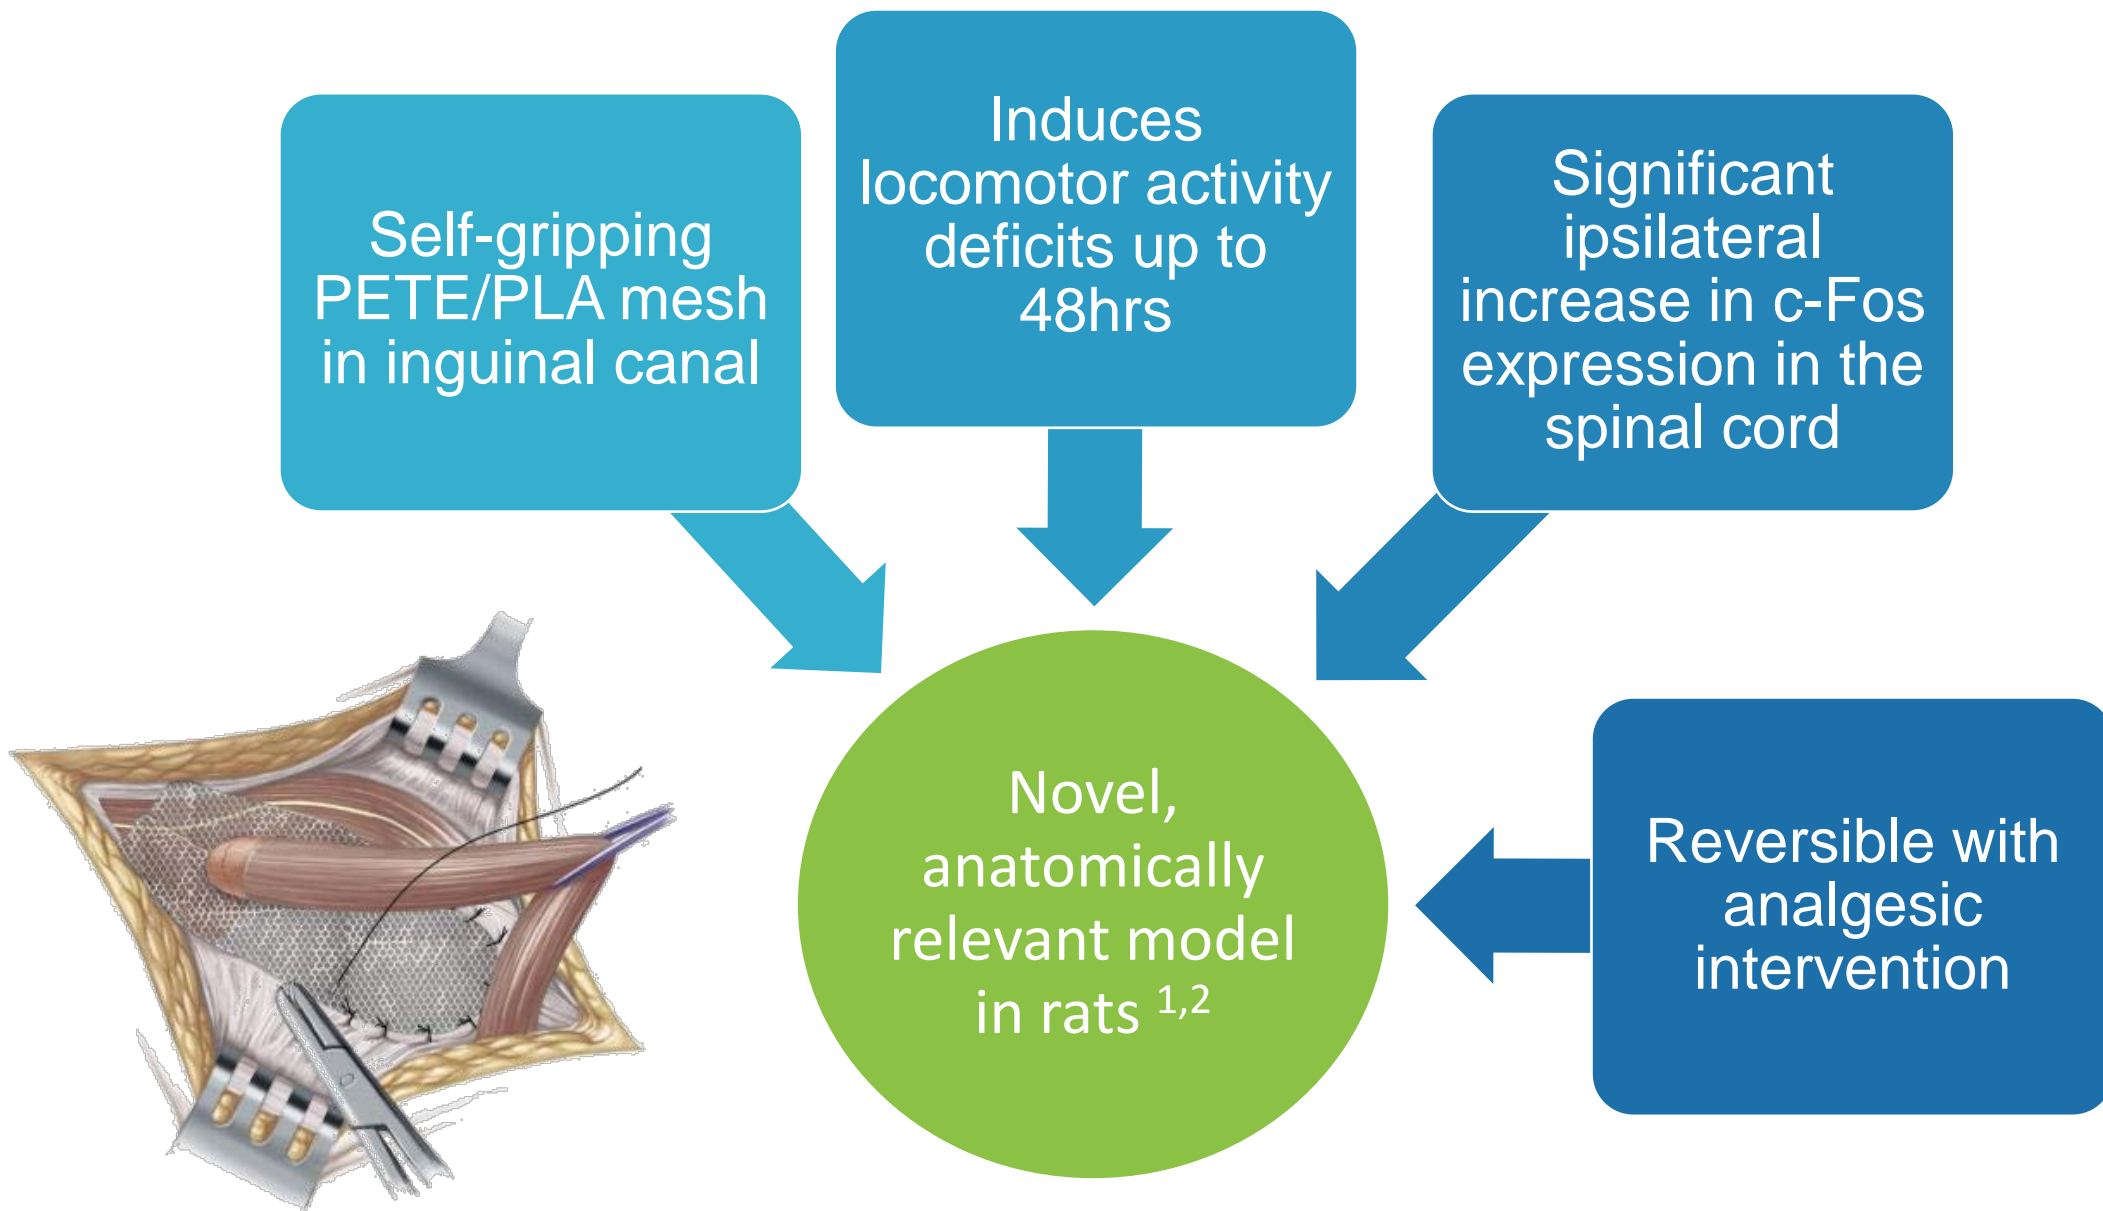 Self-gripping
PETE/PLA mesh
in inguinal canal
Induces
locomotor activity
deficits up to
48hrs
Significant
ipsilateral
increase in c-Fos
expression in the
spinal cord
Reversible with
analgesic
intervention
Novel,
anatomically
relevant model
in rats 1,2